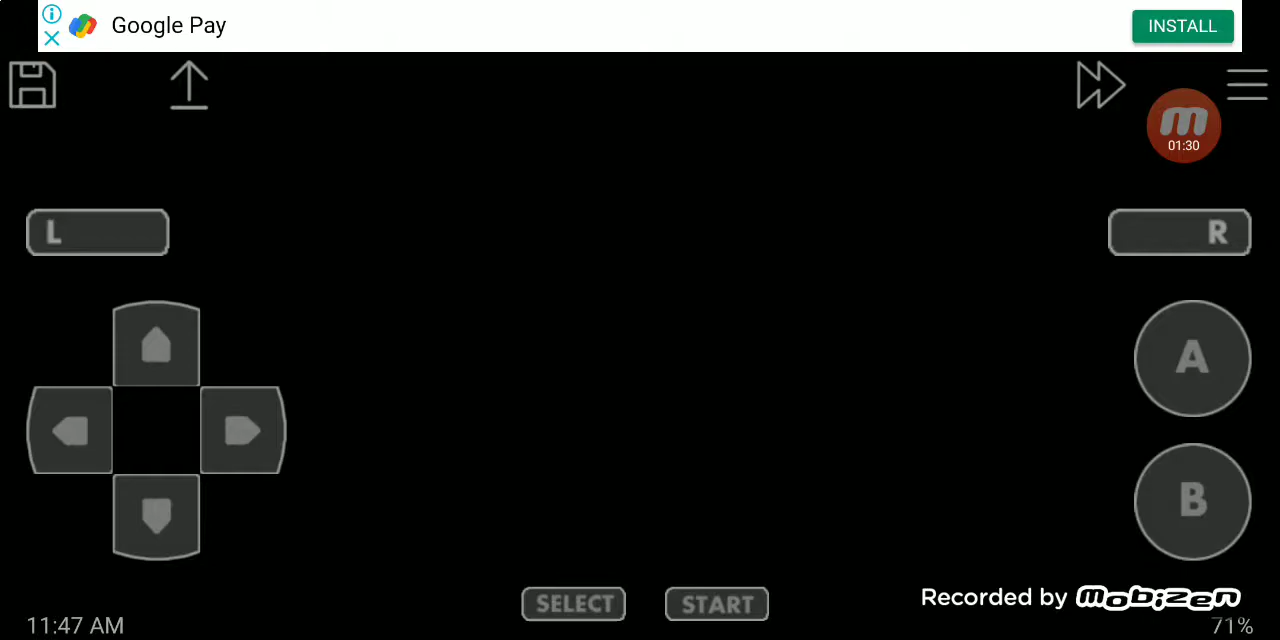 Google Pay
INSTALL
01:30
L
R
A
B
SELECT
START
Recorded by mobizen
11:47 AM
71%